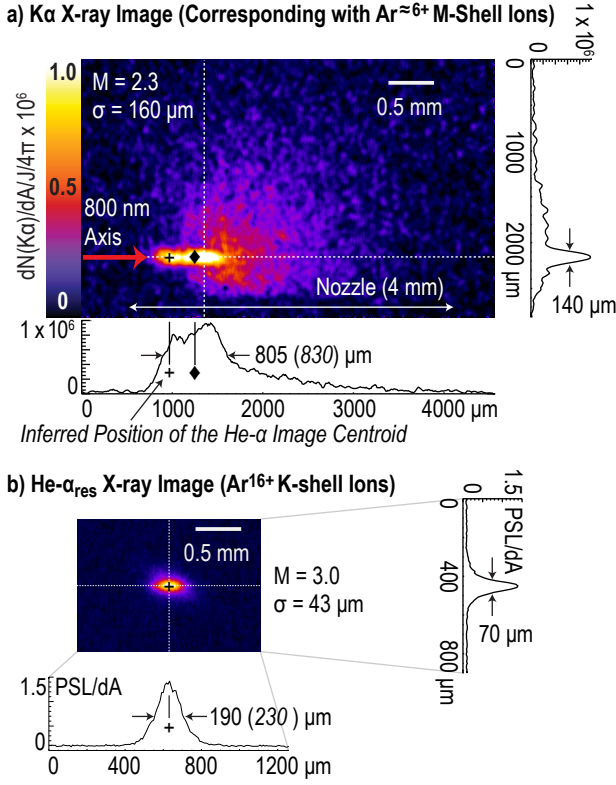 a) Kα X-ray Image (Corresponding with Ar≈6+ M-Shell Ions)
dN(Kα)/dA/J/4π x 10⁶
1.0
0.5
0
M = 2.3
σ = 160 µm
0.5 mm
800 nm
Axis
Nozzle (4 mm)
0
1 x 10⁶
0
1000
2000 µm
140 µm
1 x 10⁶
0
805 (830) µm
0
1000
2000
3000
4000
µm
Inferred Position of the He-α Image Centroid
b) He-αres X-ray Image (Ar16+ K-shell Ions)
0.5 mm
M = 3.0
σ = 43 µm
0
1.5
PSL/dA
0
400
800 µm
70 µm
1.5
PSL/dA
0
190 (230 ) µm
0
400
800
1200
µm